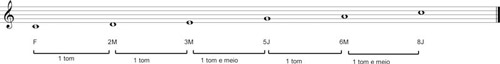 F 2M 3M 5J 6M 8J
1 tom 1 tom 1 tom e meio 1 tom 1 tom e meio